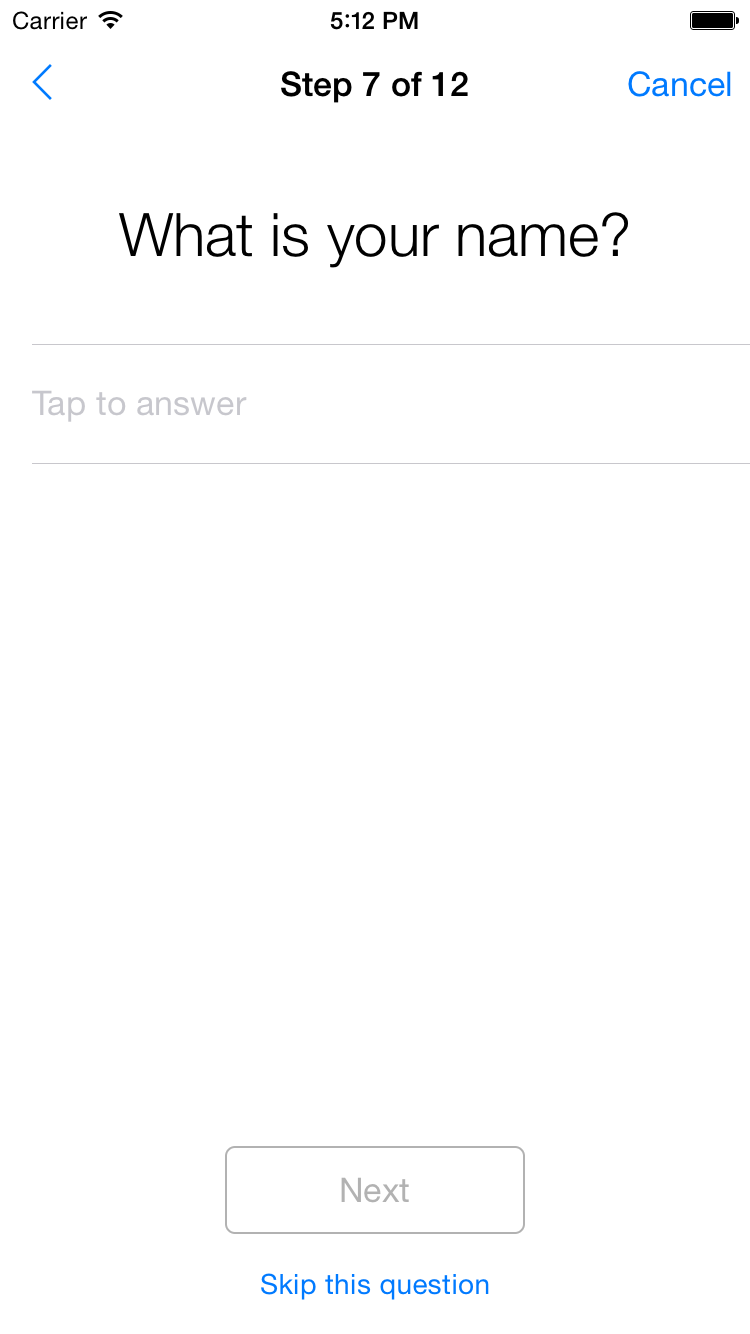 Carrier 5:12 PM
Step 7 of 12 Cancel
What is your name?
Tap to answer
Next
Skip this question